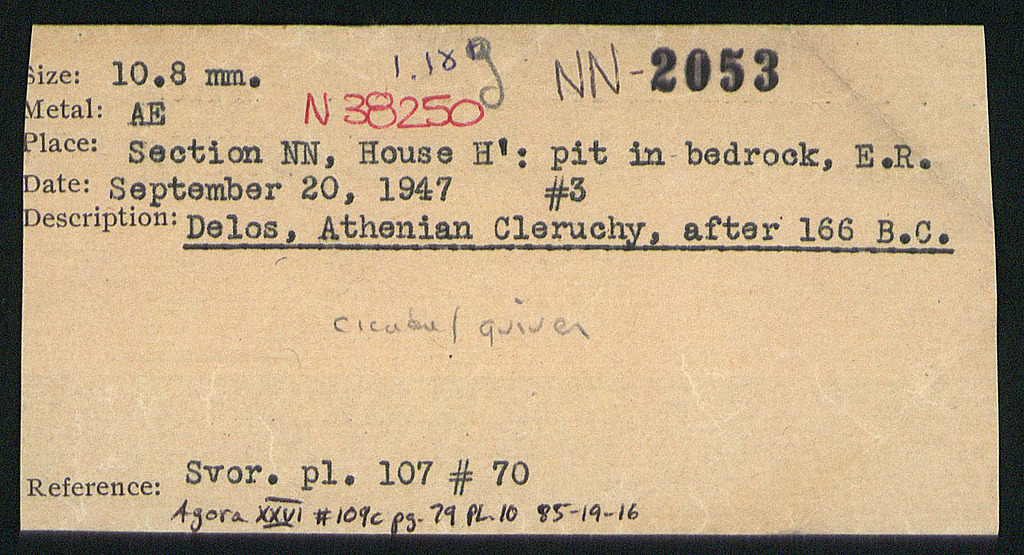 Size: 10.8 mm. 1.18 g NN-2053
Metal: AE N 38250
Place: Section NN, House H': pit in bedrock, E.R.
Date: September 20, 1947 #3
Description: Delos, Athenian Cleruchy, after 166 B.C.
cicada / quiver
Reference: Svor. pl. 107 # 70
Agora XXVI #109c pg. 79 PL. 10 85-19-16